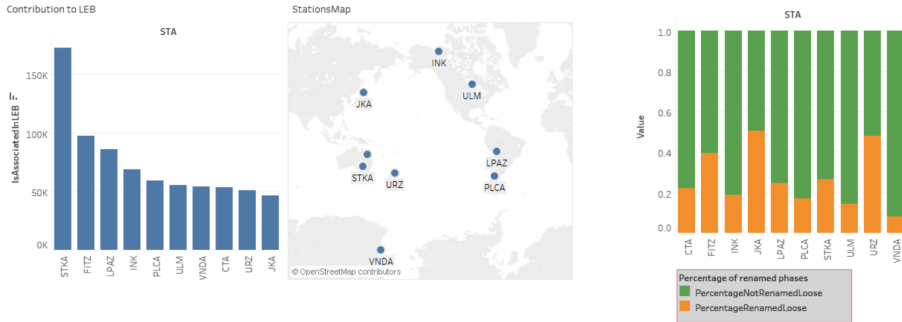 Contribution to LEB
STA
IsAssociatedInLEB
150K
100K
50K
0K
STKA
FITZ
LPAZ
INK
PLCA
ULM
VNDA
CTA
URZ
JKA
StationsMap
INK
ULM
JKA
LPAZ
STKA
URZ
PLCA
VNDA
© OpenStreetMap contributors
STA
Value
1.0
0.8
0.6
0.4
0.2
0.0
CTA
FITZ
INK
JKA
LPAZ
PLCA
STKA
ULM
URZ
VNDA
Percentage of renamed phases
PercentageNotRenamedLoose
PercentageRenamedLoose